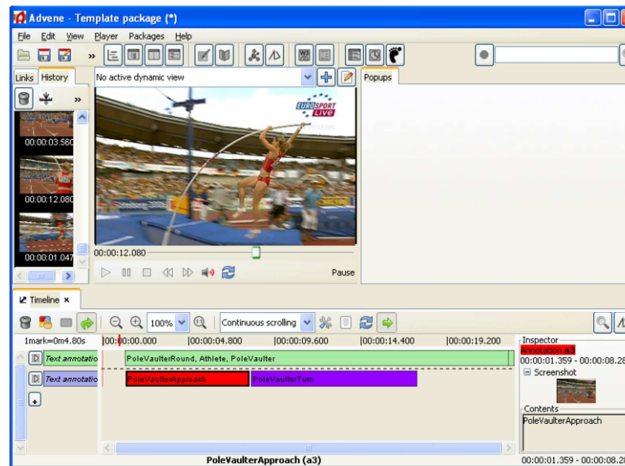 Advene - Template package (*)
File Edit View Player Packages Help
»
Links History
No active dynamic view
Popups
»
EUROSPORT
LIVE
00:00:03.560
00:00:12.080
00:00:01.047
00:00:12.080
Pause
Timeline
100%
Continuous scrolling
1mark=0m4.80s
00:00:00.000
00:00:04.800
00:00:09.600
00:00:14.400
00:00:19.200
Inspector
Annotation a3
00:00:01.359 - 00:00:08.28
Screenshot
Contents
PoleVaulterApproach
Text annotatio
PoleVaulterRound, Athlete, PoleVaulter
Text annotatio
PoleVaulterApproach
PoleVaulterTurn
PoleVaulterApproach (a3)
00:00:01.359 - 00:00:08.28